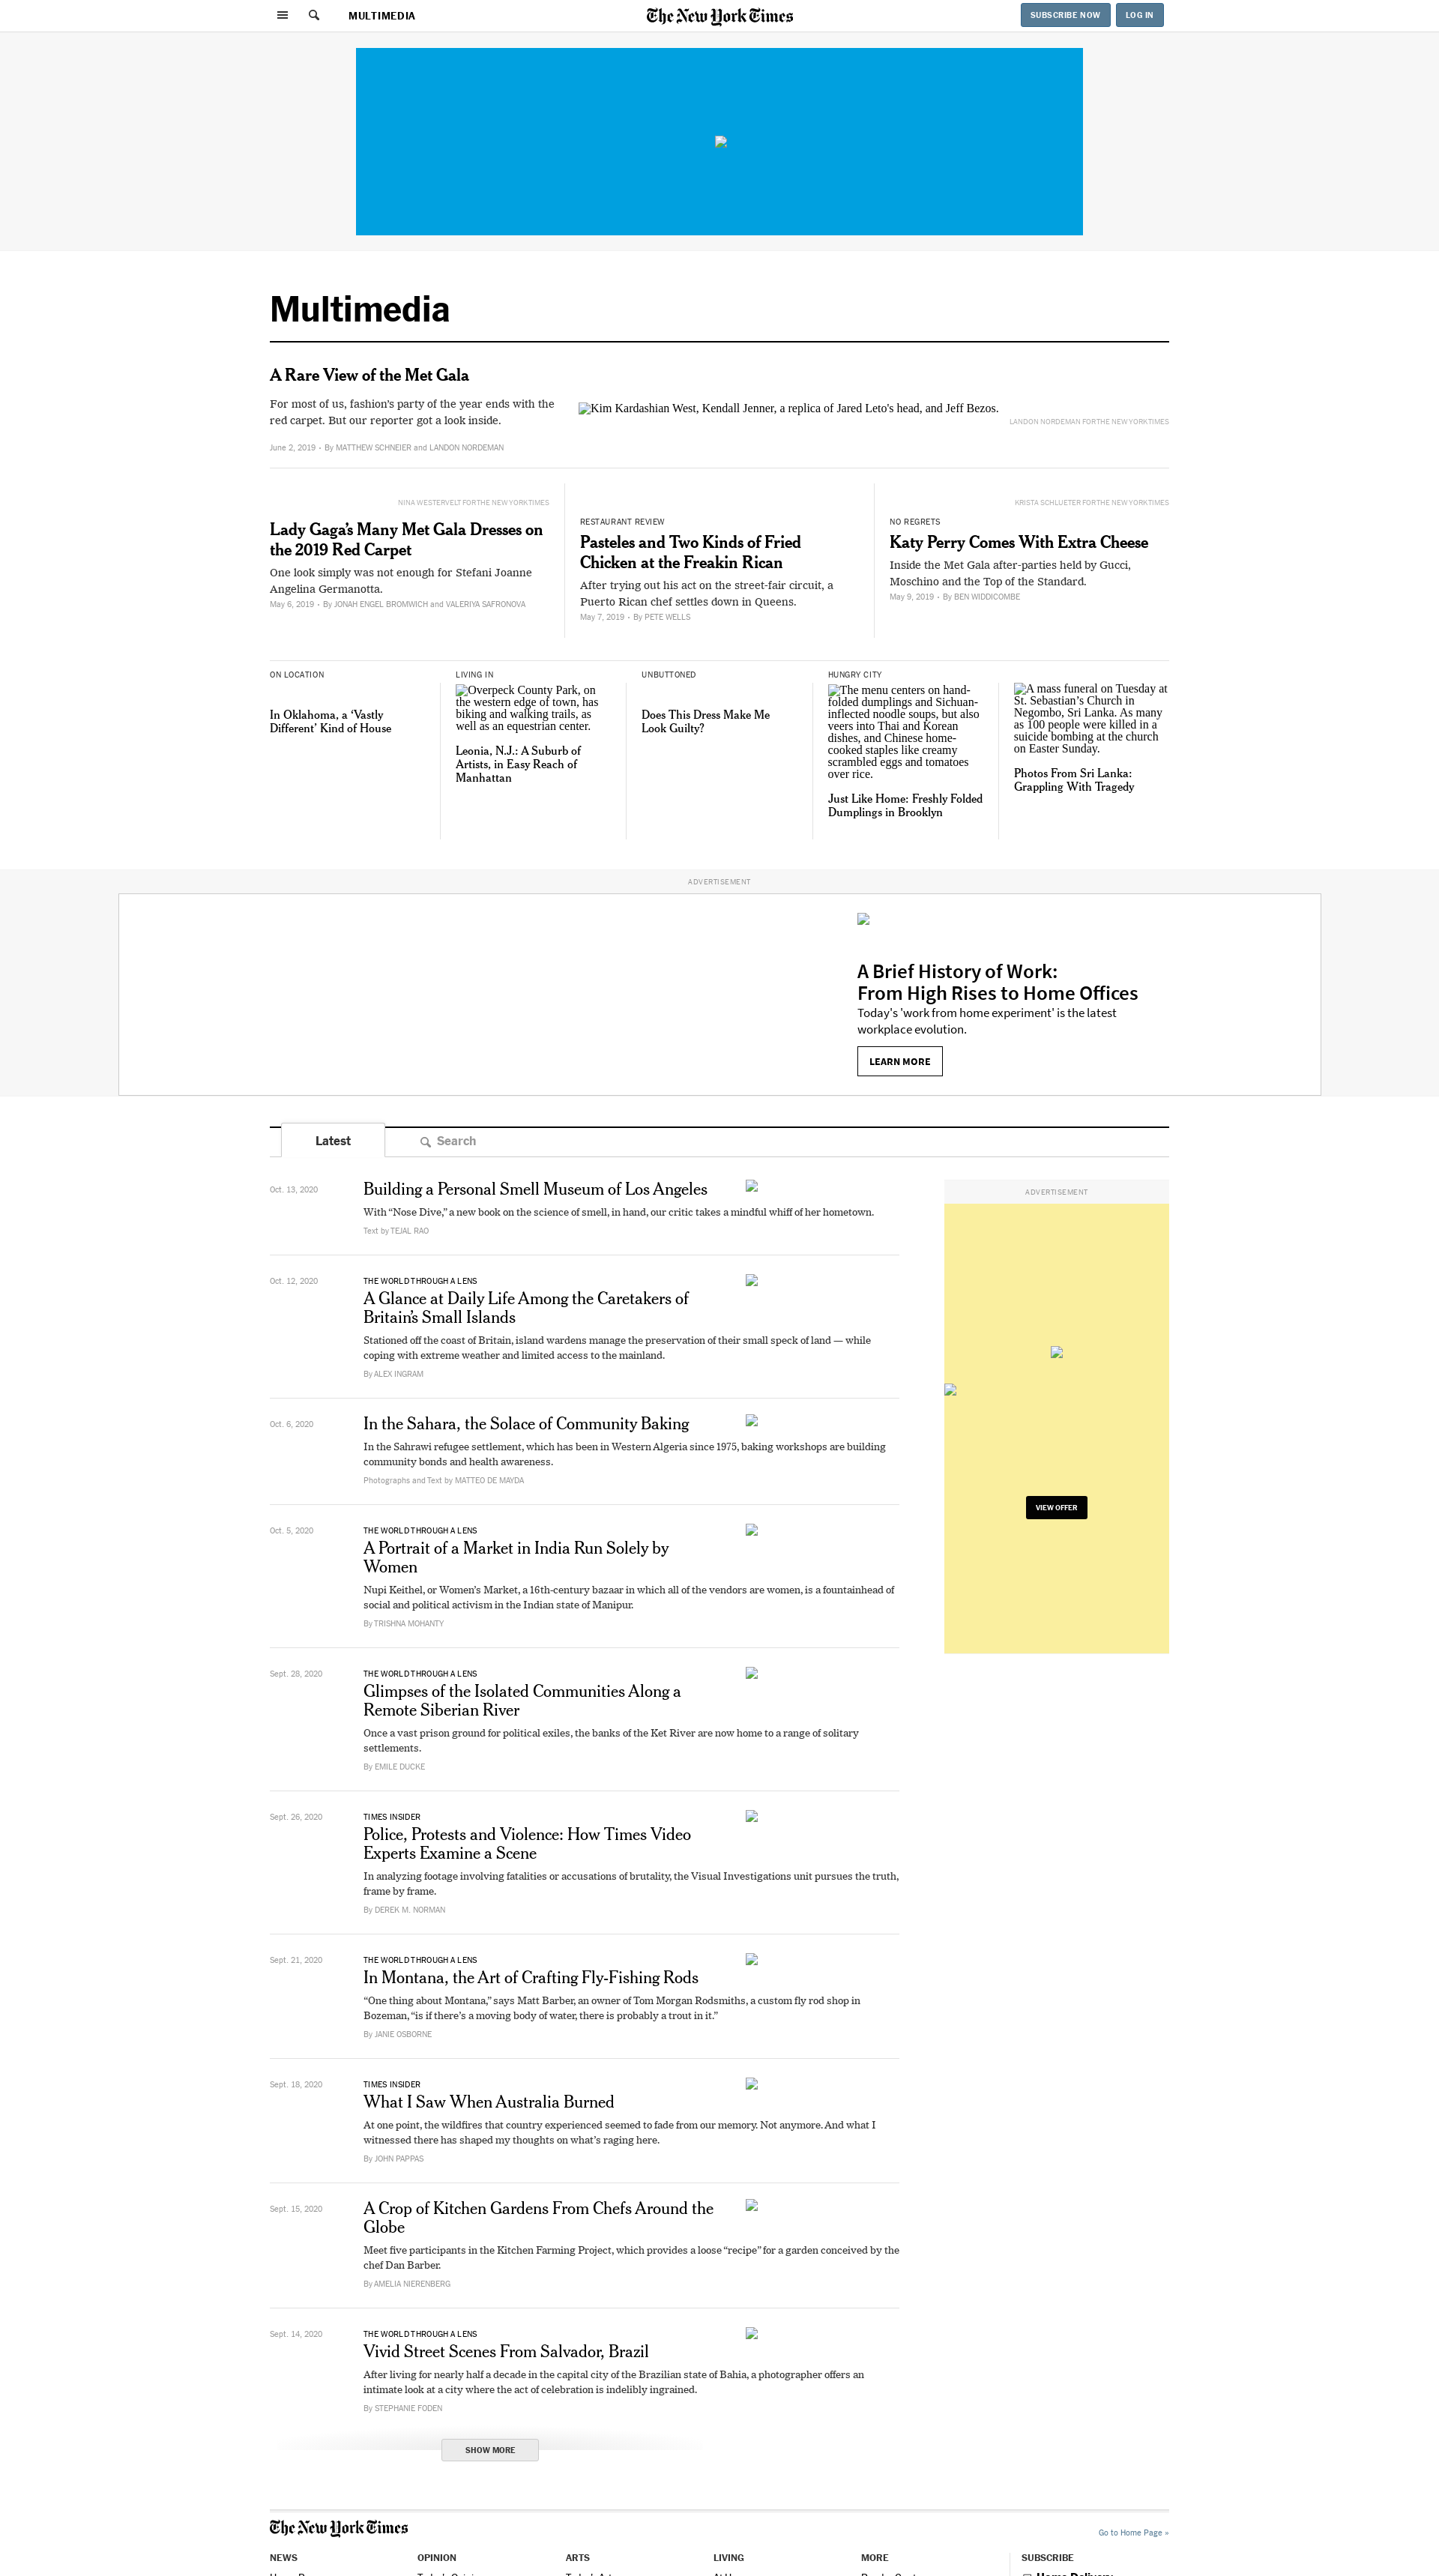 MULTIMEDIA
The New York Times
SUBSCRIBE NOW
LOG IN
Multimedia
A Rare View of the Met Gala
For most of us, fashion's party of the year ends with the
red carpet. But our reporter got a look inside.
June 2, 2019 • By MATTHEW SCHNEIER and LANDON NORDEMAN
Kim Kardashian West, Kendall Jenner, a replica of Jared Leto's head, and Jeff Bezos.
LANDON NORDEMAN FOR THE NEW YORK TIMES
NINA WESTERVELT FOR THE NEW YORK TIMES
Lady Gaga’s Many Met Gala Dresses on
the 2019 Red Carpet
One look simply was not enough for Stefani Joanne
Angelina Germanotta.
May 6, 2019 • By JONAH ENGEL BROMWICH and VALERIYA SAFRONOVA
RESTAURANT REVIEW
Pasteles and Two Kinds of Fried
Chicken at the Freakin Rican
After trying out his act on the street-fair circuit, a
Puerto Rican chef settles down in Queens.
May 7, 2019 • By PETE WELLS
KRISTA SCHLUETER FOR THE NEW YORK TIMES
NO REGRETS
Katy Perry Comes With Extra Cheese
Inside the Met Gala after-parties held by Gucci,
Moschino and the Top of the Standard.
May 9, 2019 • By BEN WIDDICOMBE
ON LOCATION
In Oklahoma, a ‘Vastly
Different’ Kind of House
LIVING IN
Overpeck County Park, on
the western edge of town, has
biking and walking trails, as
well as an equestrian center.
Leonia, N.J.: A Suburb of
Artists, in Easy Reach of
Manhattan
UNBUTTONED
Does This Dress Make Me
Look Guilty?
HUNGRY CITY
The menu centers on hand-
folded dumplings and Sichuan-
inflected noodle soups, but also
veers into Thai and Korean
dishes, and Chinese home-
cooked staples like creamy
scrambled eggs and tomatoes
over rice.
Just Like Home: Freshly Folded
Dumplings in Brooklyn
A mass funeral on Tuesday at
St. Sebastian’s Church in
Negombo, Sri Lanka. As many
as 100 people were killed in a
suicide bombing at the church
on Easter Sunday.
Photos From Sri Lanka:
Grappling With Tragedy
ADVERTISEMENT
A Brief History of Work:
From High Rises to Home Offices
Today's 'work from home experiment' is the latest
workplace evolution.
LEARN MORE
Latest
Search
Oct. 13, 2020
Building a Personal Smell Museum of Los Angeles
With “Nose Dive,” a new book on the science of smell, in hand, our critic takes a mindful whiff of her hometown.
Text by TEJAL RAO
ADVERTISEMENT
VIEW OFFER
Oct. 12, 2020
THE WORLD THROUGH A LENS
A Glance at Daily Life Among the Caretakers of
Britain’s Small Islands
Stationed off the coast of Britain, island wardens manage the preservation of their small speck of land — while
coping with extreme weather and limited access to the mainland.
By ALEX INGRAM
Oct. 6, 2020
In the Sahara, the Solace of Community Baking
In the Sahrawi refugee settlement, which has been in Western Algeria since 1975, baking workshops are building
community bonds and health awareness.
Photographs and Text by MATTEO DE MAYDA
Oct. 5, 2020
THE WORLD THROUGH A LENS
A Portrait of a Market in India Run Solely by
Women
Nupi Keithel, or Women’s Market, a 16th-century bazaar in which all of the vendors are women, is a fountainhead of
social and political activism in the Indian state of Manipur.
By TRISHNA MOHANTY
Sept. 28, 2020
THE WORLD THROUGH A LENS
Glimpses of the Isolated Communities Along a
Remote Siberian River
Once a vast prison ground for political exiles, the banks of the Ket River are now home to a range of solitary
settlements.
By EMILE DUCKE
Sept. 26, 2020
TIMES INSIDER
Police, Protests and Violence: How Times Video
Experts Examine a Scene
In analyzing footage involving fatalities or accusations of brutality, the Visual Investigations unit pursues the truth,
frame by frame.
By DEREK M. NORMAN
Sept. 21, 2020
THE WORLD THROUGH A LENS
In Montana, the Art of Crafting Fly-Fishing Rods
“One thing about Montana,” says Matt Barber, an owner of Tom Morgan Rodsmiths, a custom fly rod shop in
Bozeman, “is if there’s a moving body of water, there is probably a trout in it.”
By JANIE OSBORNE
Sept. 18, 2020
TIMES INSIDER
What I Saw When Australia Burned
At one point, the wildfires that country experienced seemed to fade from our memory. Not anymore. And what I
witnessed there has shaped my thoughts on what’s raging here.
By JOHN PAPPAS
Sept. 15, 2020
A Crop of Kitchen Gardens From Chefs Around the
Globe
Meet five participants in the Kitchen Farming Project, which provides a loose “recipe” for a garden conceived by the
chef Dan Barber.
By AMELIA NIERENBERG
Sept. 14, 2020
THE WORLD THROUGH A LENS
Vivid Street Scenes From Salvador, Brazil
After living for nearly half a decade in the capital city of the Brazilian state of Bahia, a photographer offers an
intimate look at a city where the act of celebration is indelibly ingrained.
By STEPHANIE FODEN
SHOW MORE
The New York Times
Go to Home Page »
NEWS
OPINION
ARTS
LIVING
MORE
SUBSCRIBE